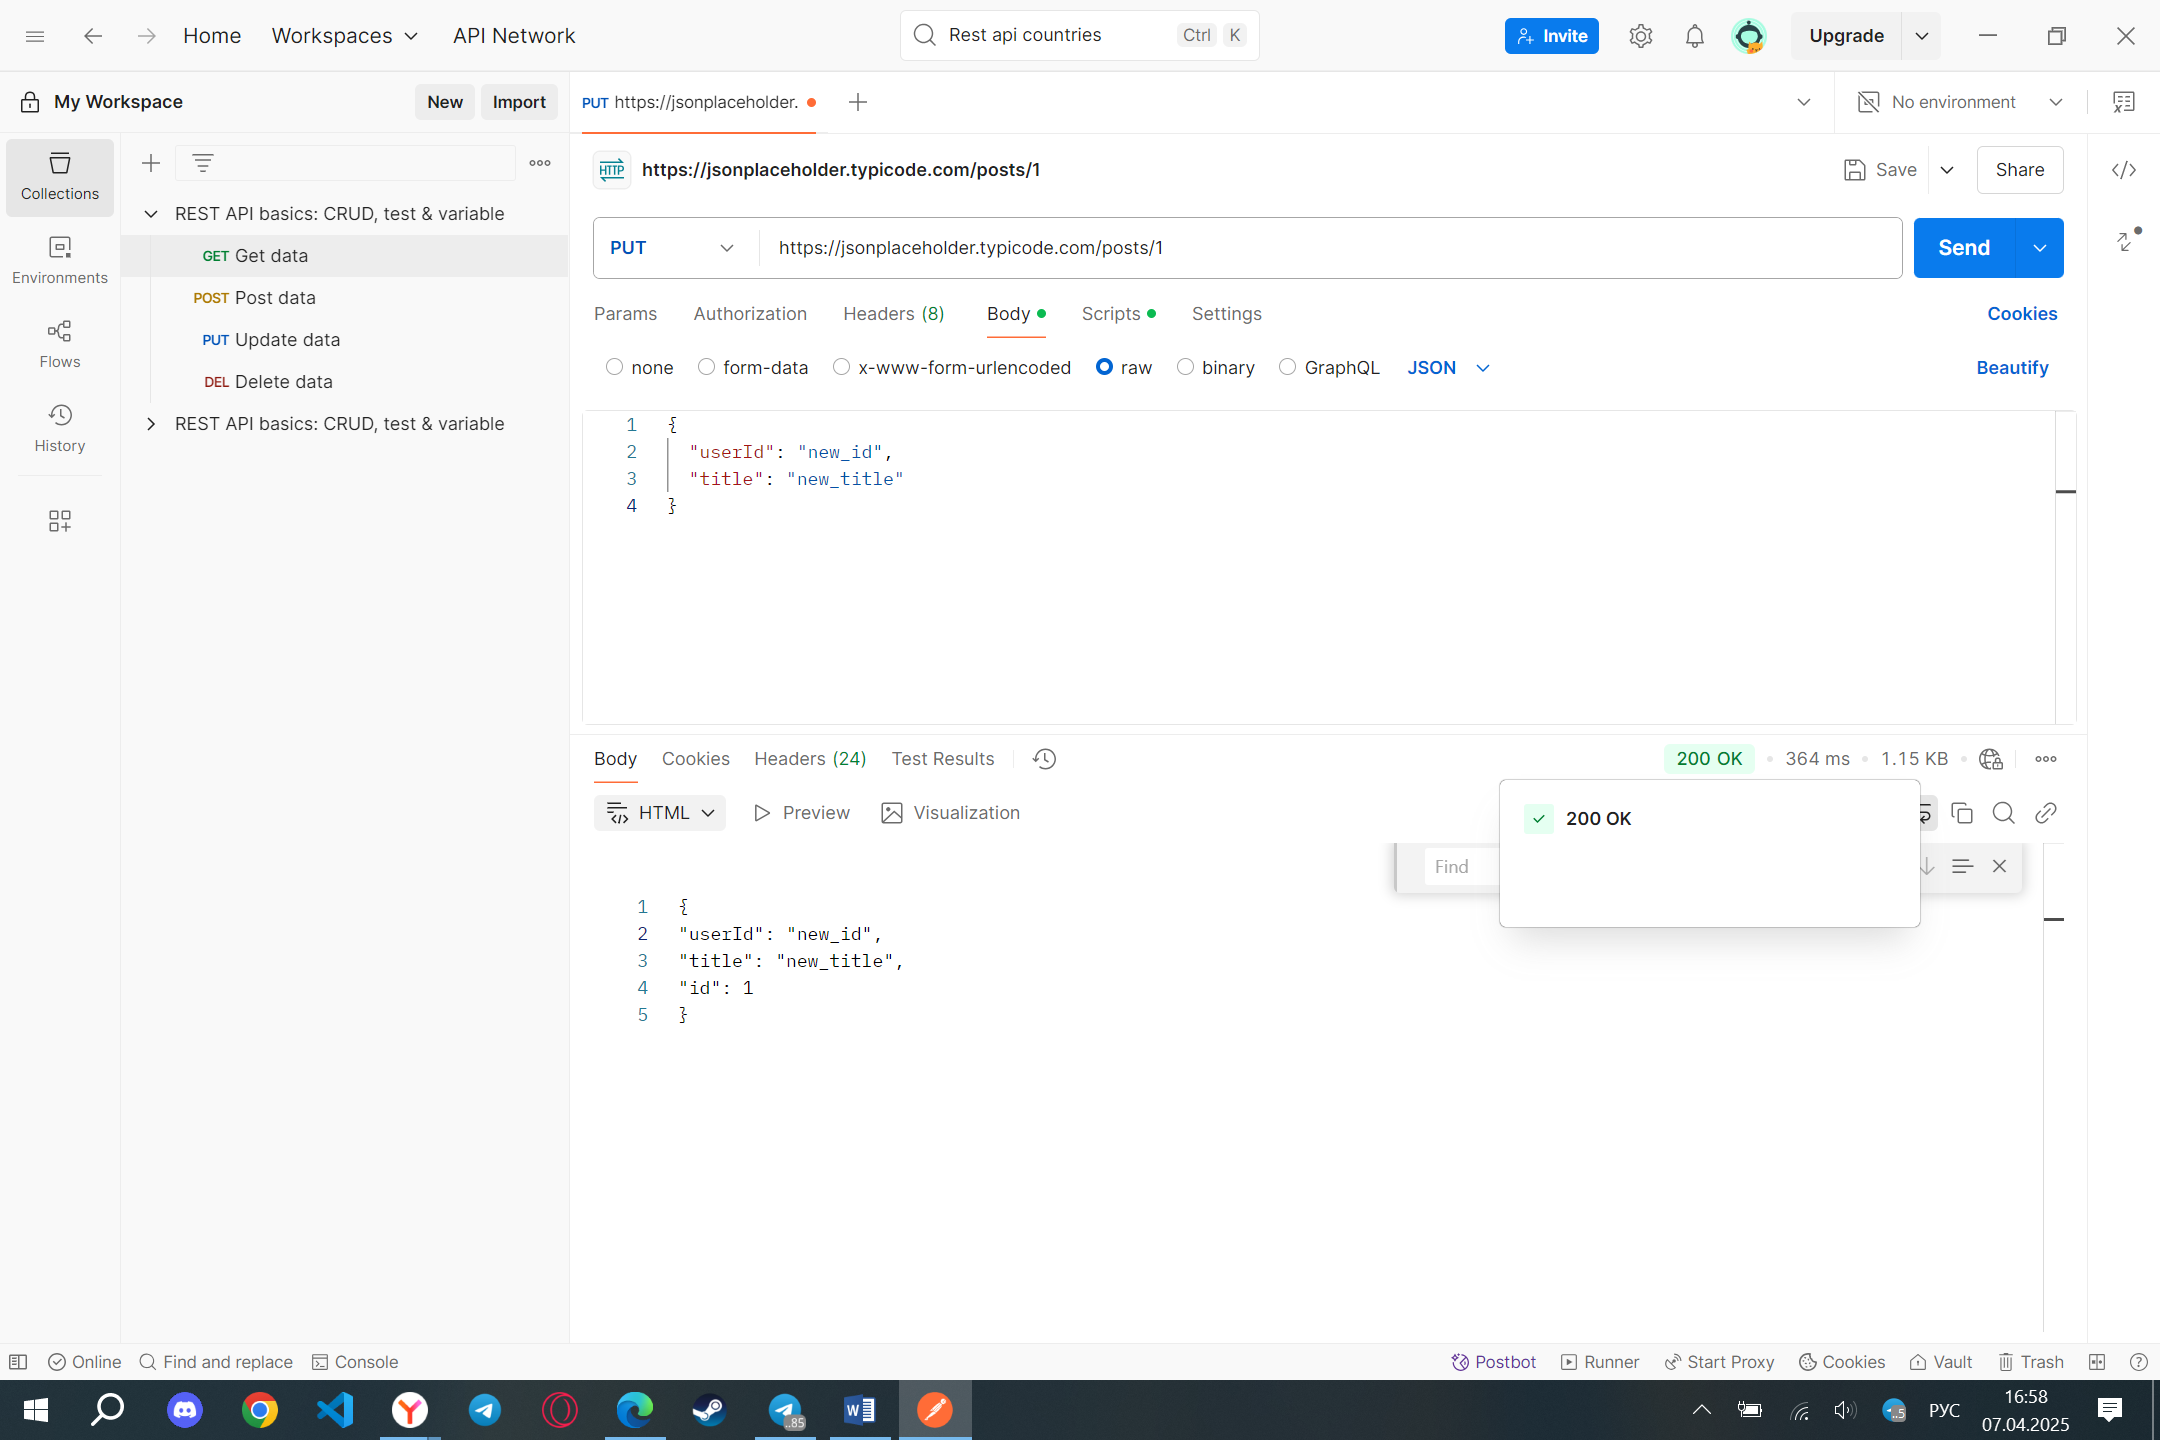 Home Workspaces API Network Rest api countries Ctrl K Invite Upgrade
My Workspace New Import PUT https://jsonplaceholder. No environment
Collections
Environments
Flows
History
REST API basics: CRUD, test & variable
GET Get data
POST Post data
PUT Update data
DEL Delete data
REST API basics: CRUD, test & variable
HTTP https://jsonplaceholder.typicode.com/posts/1 Save Share
PUT https://jsonplaceholder.typicode.com/posts/1 Send
Params Authorization Headers (8) Body Scripts Settings Cookies
none form-data x-www-form-urlencoded raw binary GraphQL JSON Beautify
1 {
2 "userId": "new_id",
3 "title": "new_title"
4 }
Body Cookies Headers (24) Test Results 200 OK 364 ms 1.15 KB
HTML Preview Visualization
200 OK
Find
1 {
2 "userId": "new_id",
3 "title": "new_title",
4 "id": 1
5 }
Online Find and replace Console Postbot Runner Start Proxy Cookies Vault Trash
..85
..5
РУС
16:58
07.04.2025